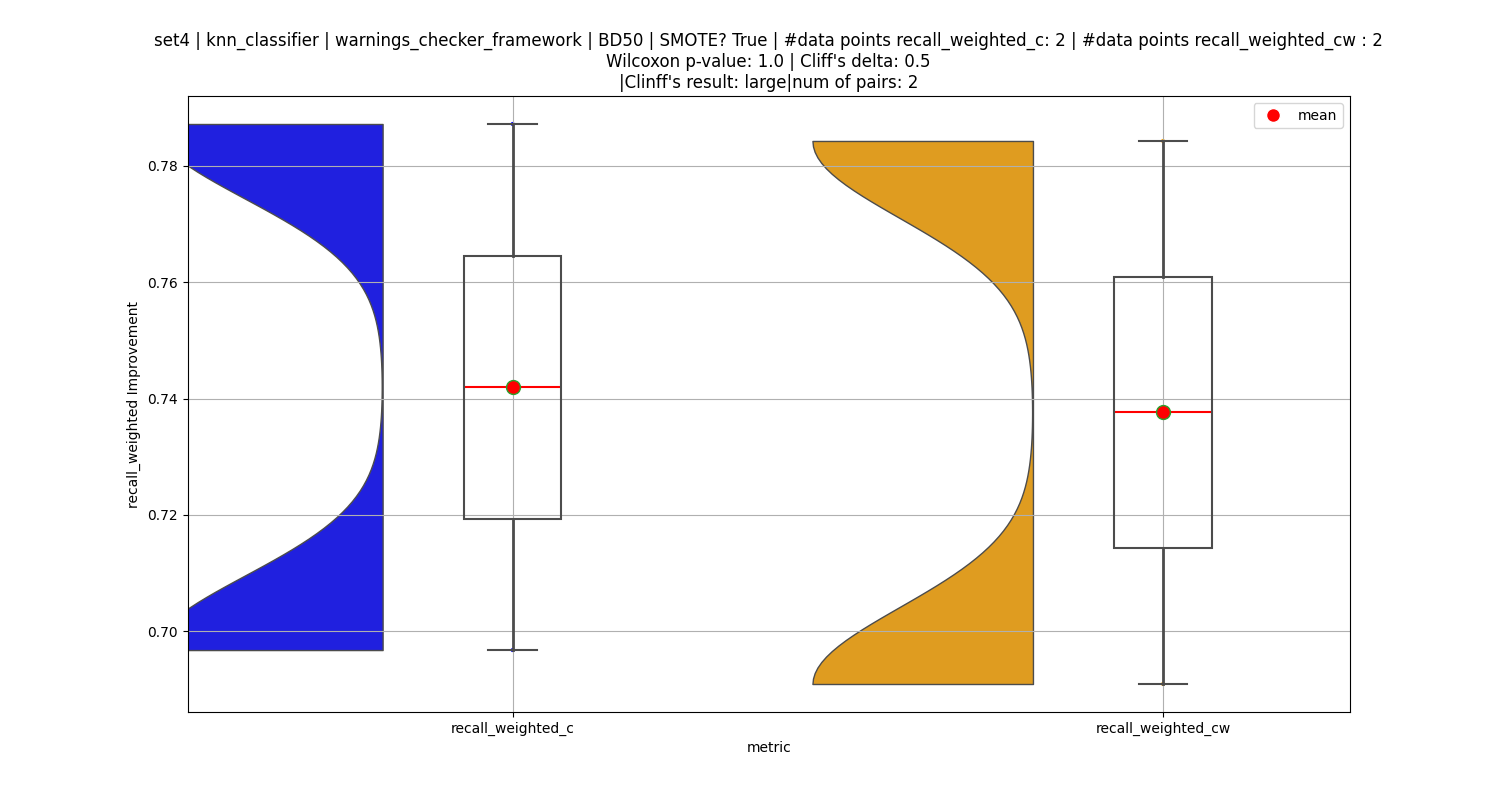 set4 | knn_classifier | warnings_checker_framework | BD50 | SMOTE? True | #data points recall_weighted_c: 2 | #data points recall_weighted_cw : 2
Wilcoxon p-value: 1.0 | Cliff's delta: 0.5
|Clinff's result: large|num of pairs: 2
mean
0.78
0.76
0.74
0.72
0.70
recall_weighted Improvement
recall_weighted_c
recall_weighted_cw
metric